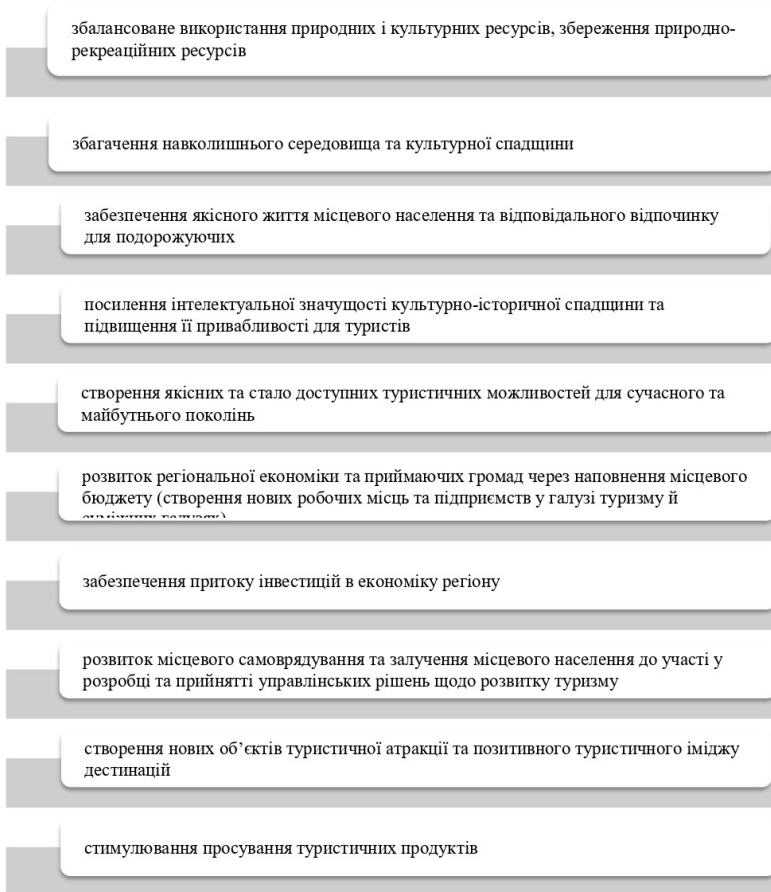 збалансоване використання природних і культурних ресурсів, збереження природно-
рекреаційних ресурсів
збагачення навколишнього середовища та культурної спадщини
забезпечення якісного життя місцевого населення та відповідального відпочинку
для подорожуючих
посилення інтелектуальної значущості культурно-історичної спадщини та
підвищення її привабливості для туристів
створення якісних та стало доступних туристичних можливостей для сучасного та
майбутнього поколінь
розвиток регіональної економіки та приймаючих громад через наповнення місцевого
бюджету (створення нових робочих місць та підприємств у галузі туризму й
суміжних галузях)
забезпечення притоку інвестицій в економіку регіону
розвиток місцевого самоврядування та залучення місцевого населення до участі у
розробці та прийнятті управлінських рішень щодо розвитку туризму
створення нових об’єктів туристичної атракції та позитивного туристичного іміджу
дестинацій
стимулювання просування туристичних продуктів